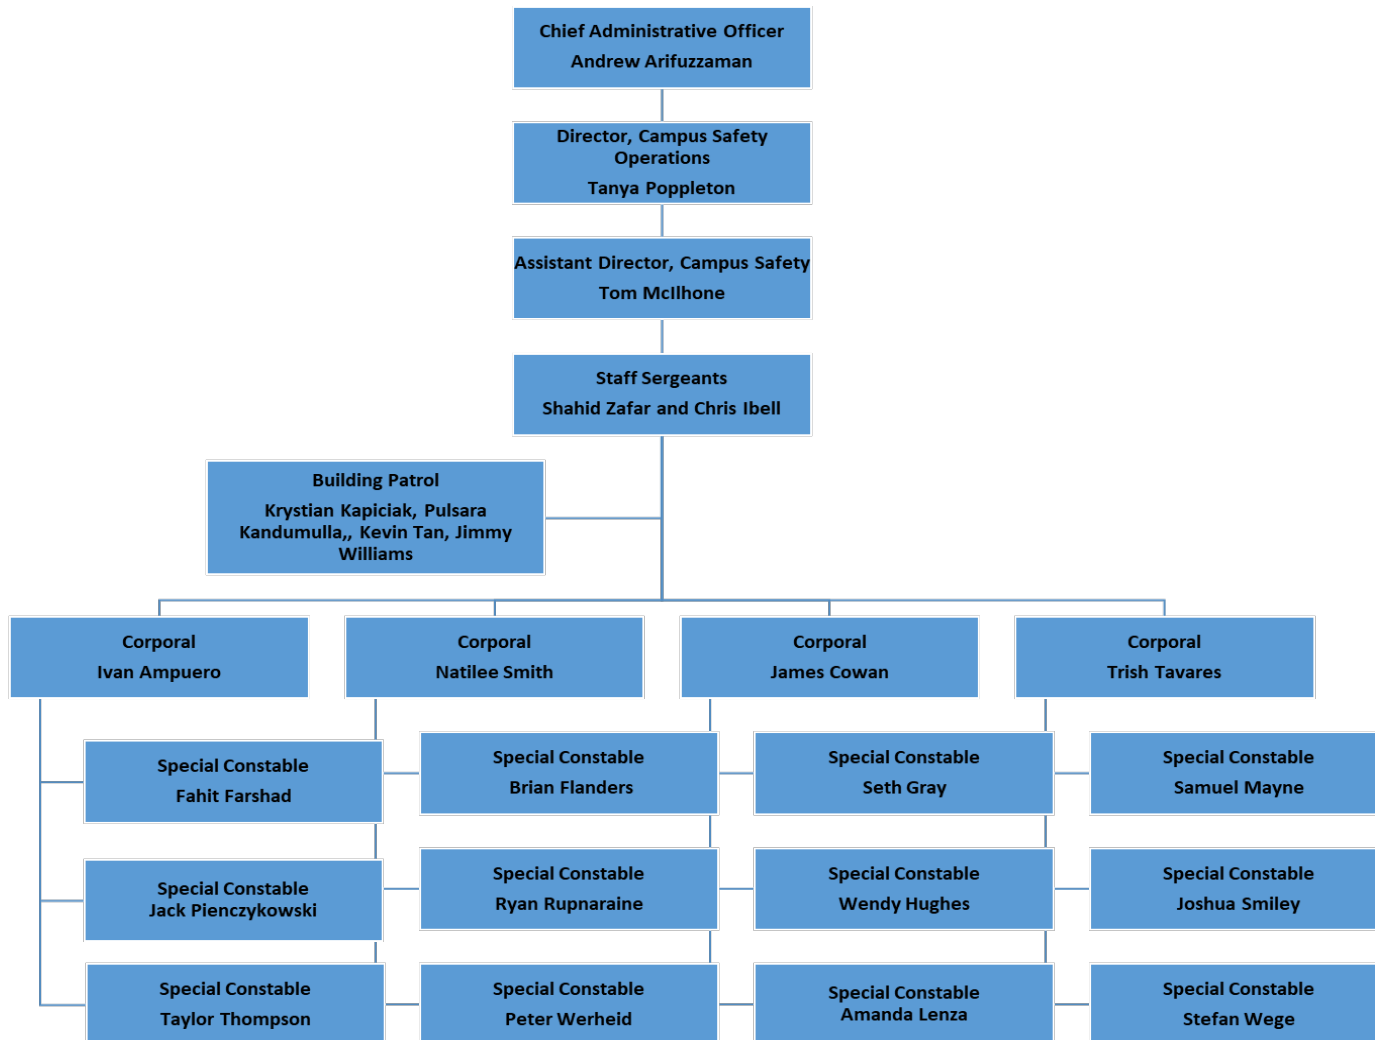 Chief Administrative Officer
Andrew Arifuzzaman
Director, Campus Safety
Operations
Tanya Poppleton
Assistant Director, Campus Safety
Tom McIlhone
Staff Sergeants
Shahid Zafar and Chris Ibell
Building Patrol
Krystian Kapiciak, Pulsara
Kandumulla,, Kevin Tan, Jimmy
Williams
Corporal
Ivan Ampuero
Special Constable
Fahit Farshad
Special Constable
Jack Pienczykowski
Special Constable
Taylor Thompson
Corporal
Natilee Smith
Special Constable
Brian Flanders
Special Constable
Ryan Rupnaraine
Special Constable
Peter Werheid
Corporal
James Cowan
Special Constable
Seth Gray
Special Constable
Wendy Hughes
Special Constable
Amanda Lenza
Corporal
Trish Tavares
Special Constable
Samuel Mayne
Special Constable
Joshua Smiley
Special Constable
Stefan Wege